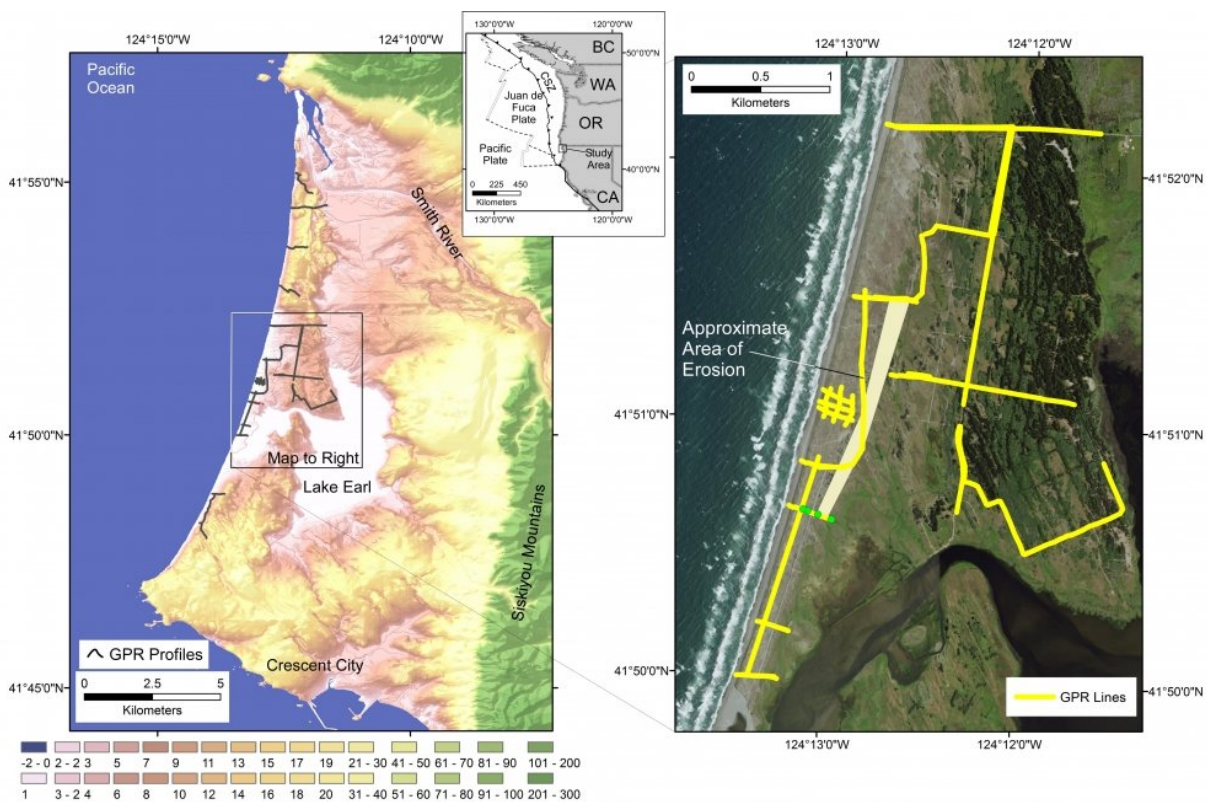 124°15'0"W
124°10'0"W
Pacific
Ocean
41°55'0"N
41°50'0"N
41°45'0"N
Smith River
Map to Right
Lake Earl
Siskiyou Mountains
Crescent City
GPR Profiles
0 2.5 5
Kilometers
130°0'0"W
120°0'0"W
50°0'0"N
40°0'0"N
BC
WA
OR
CA
CSZ
Juan de
Fuca
Plate
Pacific
Plate
Study
Area
0 225 450
Kilometers
130°0'0"W
120°0'0"W
124°13'0"W
124°12'0"W
0 0.5 1
Kilometers
41°52'0"N
41°51'0"N
41°51'0"N
41°50'0"N
41°50'0"N
Approximate
Area of
Erosion
GPR Lines
124°13'0"W
124°12'0"W
-2 - 0 2 - 2 3 5 7 9 11 13 15 17 19 21 - 30 41 - 50 61 - 70 81 - 90 101 - 200
1 3 - 2 4 6 8 10 12 14 16 18 20 31 - 40 51 - 60 71 - 80 91 - 100 201 - 300